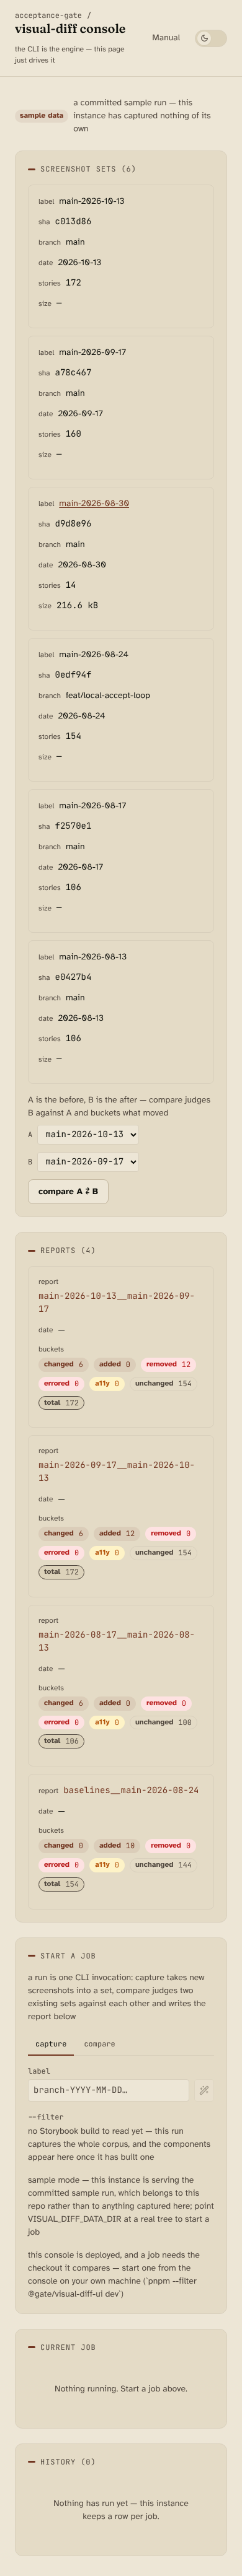 acceptance-gate /
visual-diff console
the CLI is the engine — this page
just drives it
Manual
sample data
a committed sample run — this
instance has captured nothing of its
own
SCREENSHOT SETS (6)
label main-2026-10-13
sha c013d86
branch main
date 2026-10-13
stories 172
size —
label main-2026-09-17
sha a78c467
branch main
date 2026-09-17
stories 160
size —
label main-2026-08-30
sha d9d8e96
branch main
date 2026-08-30
stories 14
size 216.6 kB
label main-2026-08-24
sha 0edf94f
branch feat/local-accept-loop
date 2026-08-24
stories 154
size —
label main-2026-08-17
sha f2570e1
branch main
date 2026-08-17
stories 106
size —
label main-2026-08-13
sha e0427b4
branch main
date 2026-08-13
stories 106
size —
A is the before, B is the after — compare judges
B against A and buckets what moved
A main-2026-10-13
B main-2026-09-17
compare A ⇄ B
REPORTS (4)
report
main-2026-10-13__main-2026-09-
17
date —
buckets
changed 6 added 0 removed 12
errored 0 a11y 0 unchanged 154
total 172
report
main-2026-09-17__main-2026-10-
13
date —
buckets
changed 6 added 12 removed 0
errored 0 a11y 0 unchanged 154
total 172
report
main-2026-08-17__main-2026-08-
13
date —
buckets
changed 6 added 0 removed 0
errored 0 a11y 0 unchanged 100
total 106
report baselines__main-2026-08-24
date —
buckets
changed 0 added 10 removed 0
errored 0 a11y 0 unchanged 144
total 154
START A JOB
a run is one CLI invocation: capture takes new
screenshots into a set, compare judges two
existing sets against each other and writes the
report below
capture compare
label
branch-YYYY-MM-DD…
--filter
no Storybook build to read yet — this run
captures the whole corpus, and the components
appear here once it has built one
sample mode — this instance is serving the
committed sample run, which belongs to this
repo rather than to anything captured here; point
VISUAL_DIFF_DATA_DIR at a real tree to start a
job
this console is deployed, and a job needs the
checkout it compares — start one from the
console on your own machine (`pnpm --filter
@gate/visual-diff-ui dev`)
CURRENT JOB
Nothing running. Start a job above.
HISTORY (0)
Nothing has run yet — this instance
keeps a row per job.